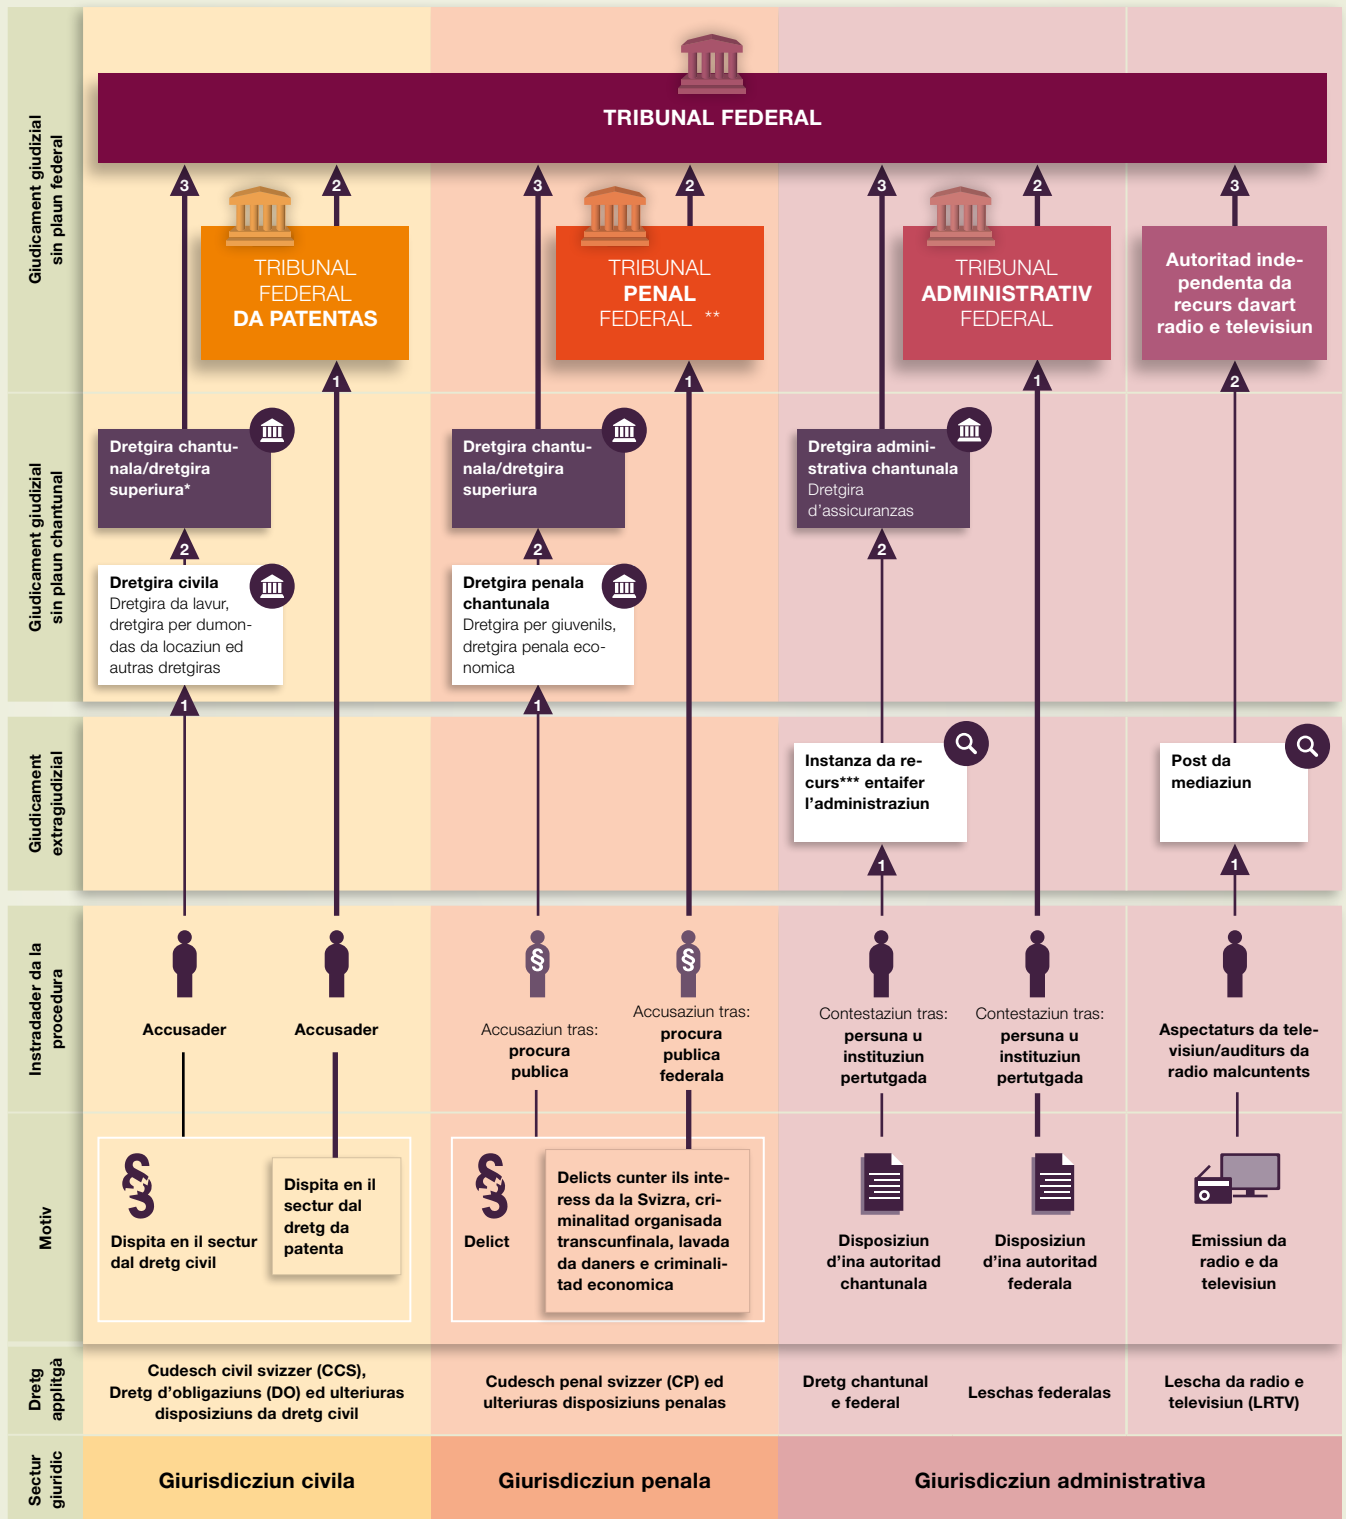 Giudicament giudizial
sin plaun federal
TRIBUNAL FEDERAL
3
2
3
2
3
2
3
TRIBUNAL
FEDERAL
DA PATENTAS
TRIBUNAL
PENAL
FEDERAL **
TRIBUNAL
ADMINISTRATIV
FEDERAL
Autoritad inde-
pendenta da
recurs davart
radio e televisiun
1
1
1
2
Giudicament giudizial
sin plaun chantunal
Dretgira chantu-
nala/dretgira
superiura*
Dretgira chantu-
nala/dretgira
superiura
Dretgira admini-
strativa chantunala
Dretgira
d'assicuranzas
2
2
2
Dretgira civila
Dretgira da lavur,
dretgira per dumon-
das da locaziun ed
autras dretgiras
Dretgira penala
chantunala
Dretgira per giuvenils,
dretgira penala eco-
nomica
1
1
Giudicament
extragiudizial
Instanza da re-
curs*** entaifer
l'administraziun
Post da
mediaziun
1
1
Instradader da la
procedura
§
§
Accusader
Accusader
Accusaziun tras:
procura
publica
Accusaziun tras:
procura
publica
federala
Contestaziun tras:
persuna u
instituziun
pertutgada
Contestaziun tras:
persuna u
instituziun
pertutgada
Aspectaturs da tele-
visiun/auditurs da
radio malcuntents
Motiv
§
Dispita en il sectur
dal dretg civil
Dispita en il
sectur dal
dretg da
patenta
§
Delict
Delicts cunter ils inte-
ress da la Svizra, cri-
minalitad organisada
transcunfinala, lavada
da daners e criminali-
tad economica
Disposiziun
d'ina autoritad
chantunala
Disposiziun
d'ina autoritad
federala
Emissiun da
radio e da
televisiun
Dretg
applitgà
Cudesch civil svizzer (CCS),
Dretg d'obligaziuns (DO) ed ulteriuras
disposiziuns da dretg civil
Cudesch penal svizzer (CP) ed
ulteriuras disposiziuns penalas
Dretg chantunal
e federal
Leschas federalas
Lescha da radio e
televisiun (LRTV)
Sectur
giuridic
Giurisdicziun civila
Giurisdicziun penala
Giurisdicziun administrativa